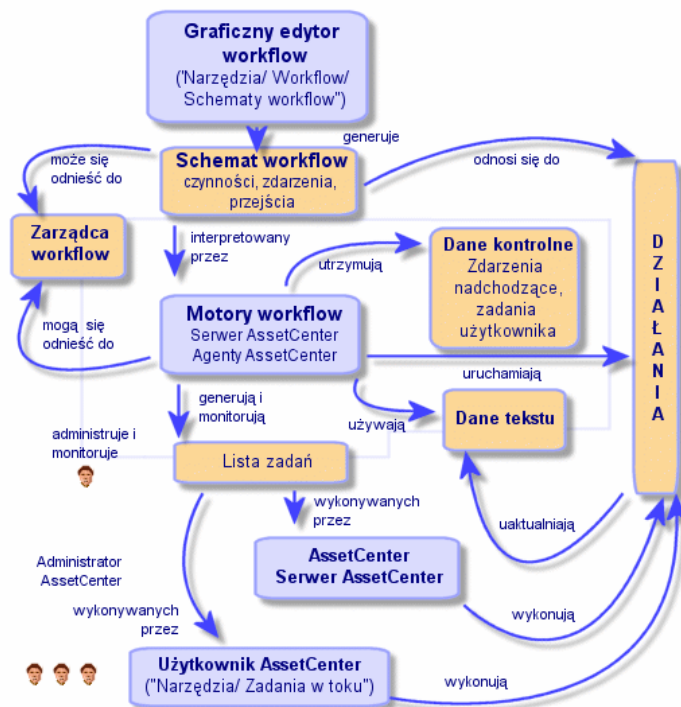 Graficzny edytor
workflow
("Narzędzia/ Workflow/
Schematy workflow")
generuje
może się
odnieść do
Schemat workflow
czynności, zdarzenia,
przejścia
odnosi się do
Zarządca
workflow
interpretowany
przez
utrzymują
Dane kontrolne
Zdarzenia
nadchodzące,
zadania
użytkownika
DZIAŁANIA
mogą się
odnieść do
Motory workflow
Serwer AssetCenter
Agenty AssetCenter
uruchamiają
generują i
monitorują
używają
Dane tekstu
administruje i
monitoruje
Lista zadań
wykonywanych
przez
uaktualniają
Administrator
AssetCenter
AssetCenter
Serwer AssetCenter
wykonują
wykonywanych
przez
Użytkownik AssetCenter
("Narzędzia/ Zadania w toku")
wykonują